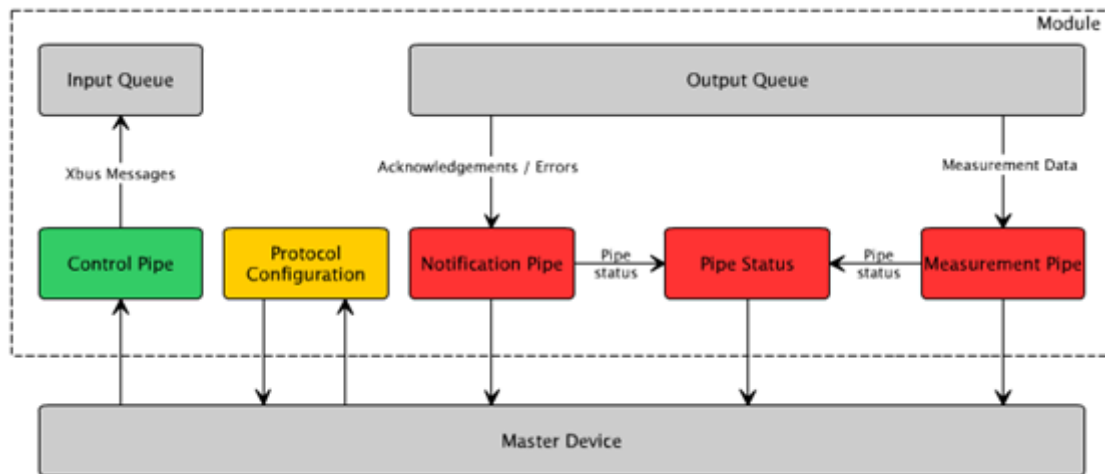 Module
Input Queue
Output Queue
Xbus Messages
Acknowledgements / Errors
Measurement Data
Control Pipe
Protocol
Configuration
Notification Pipe
Pipe
status
Pipe Status
Pipe
status
Measurement Pipe
Master Device